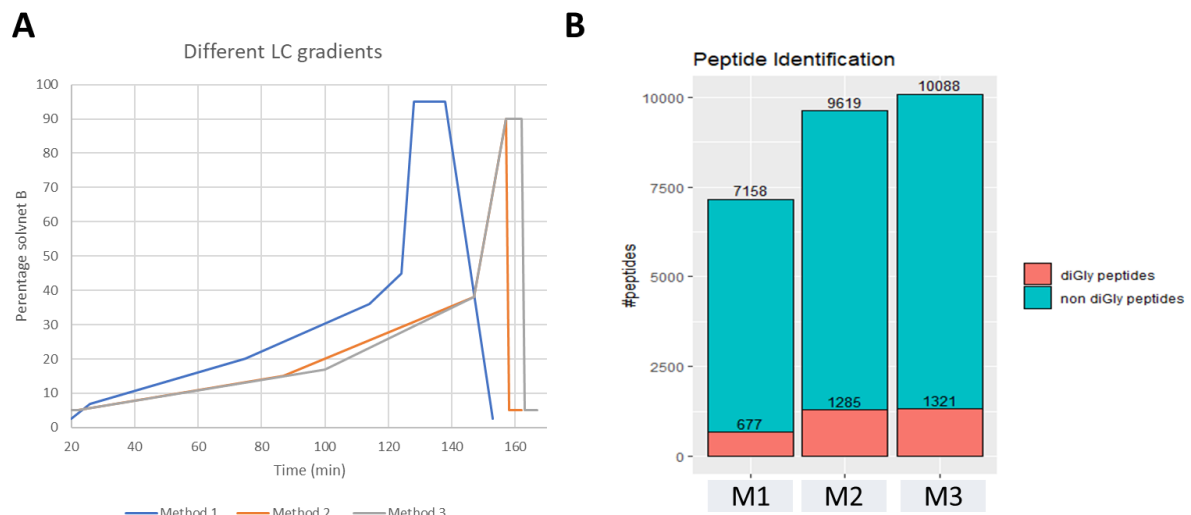 A
Different LC gradients
100
90
80
70
60
50
40
30
20
10
0
Percentage solvnet B
20 40 60 80 100 120 140 160
Time (min)
Method 1 Method 2 Method 3
B
Peptide Identification
10000
7500
5000
2500
0
#peptides
7158
9619
10088
677
1285
1321
M1 M2 M3
diGly peptides
non diGly peptides